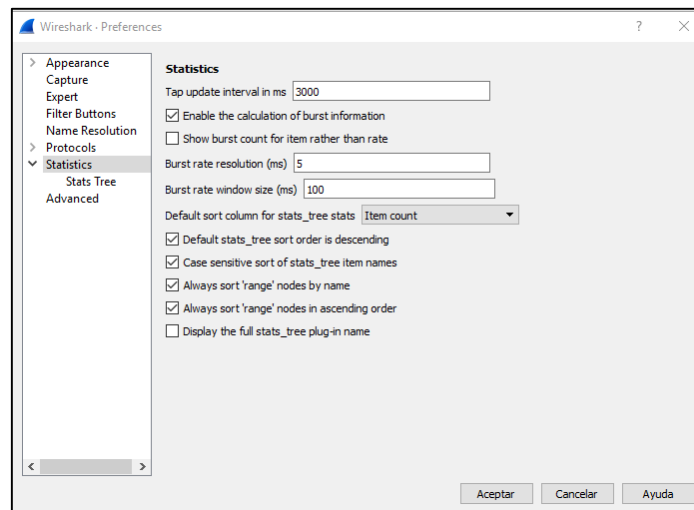 Wireshark · Preferences
Appearance
Capture
Expert
Filter Buttons
Name Resolution
Protocols
Statistics
Stats Tree
Advanced
Statistics
Tap update interval in ms 3000
Enable the calculation of burst information
Show burst count for item rather than rate
Burst rate resolution (ms) 5
Burst rate window size (ms) 100
Default sort column for stats_tree stats Item count
Default stats_tree sort order is descending
Case sensitive sort of stats_tree item names
Always sort 'range' nodes by name
Always sort 'range' nodes in ascending order
Display the full stats_tree plug-in name
Aceptar Cancelar Ayuda